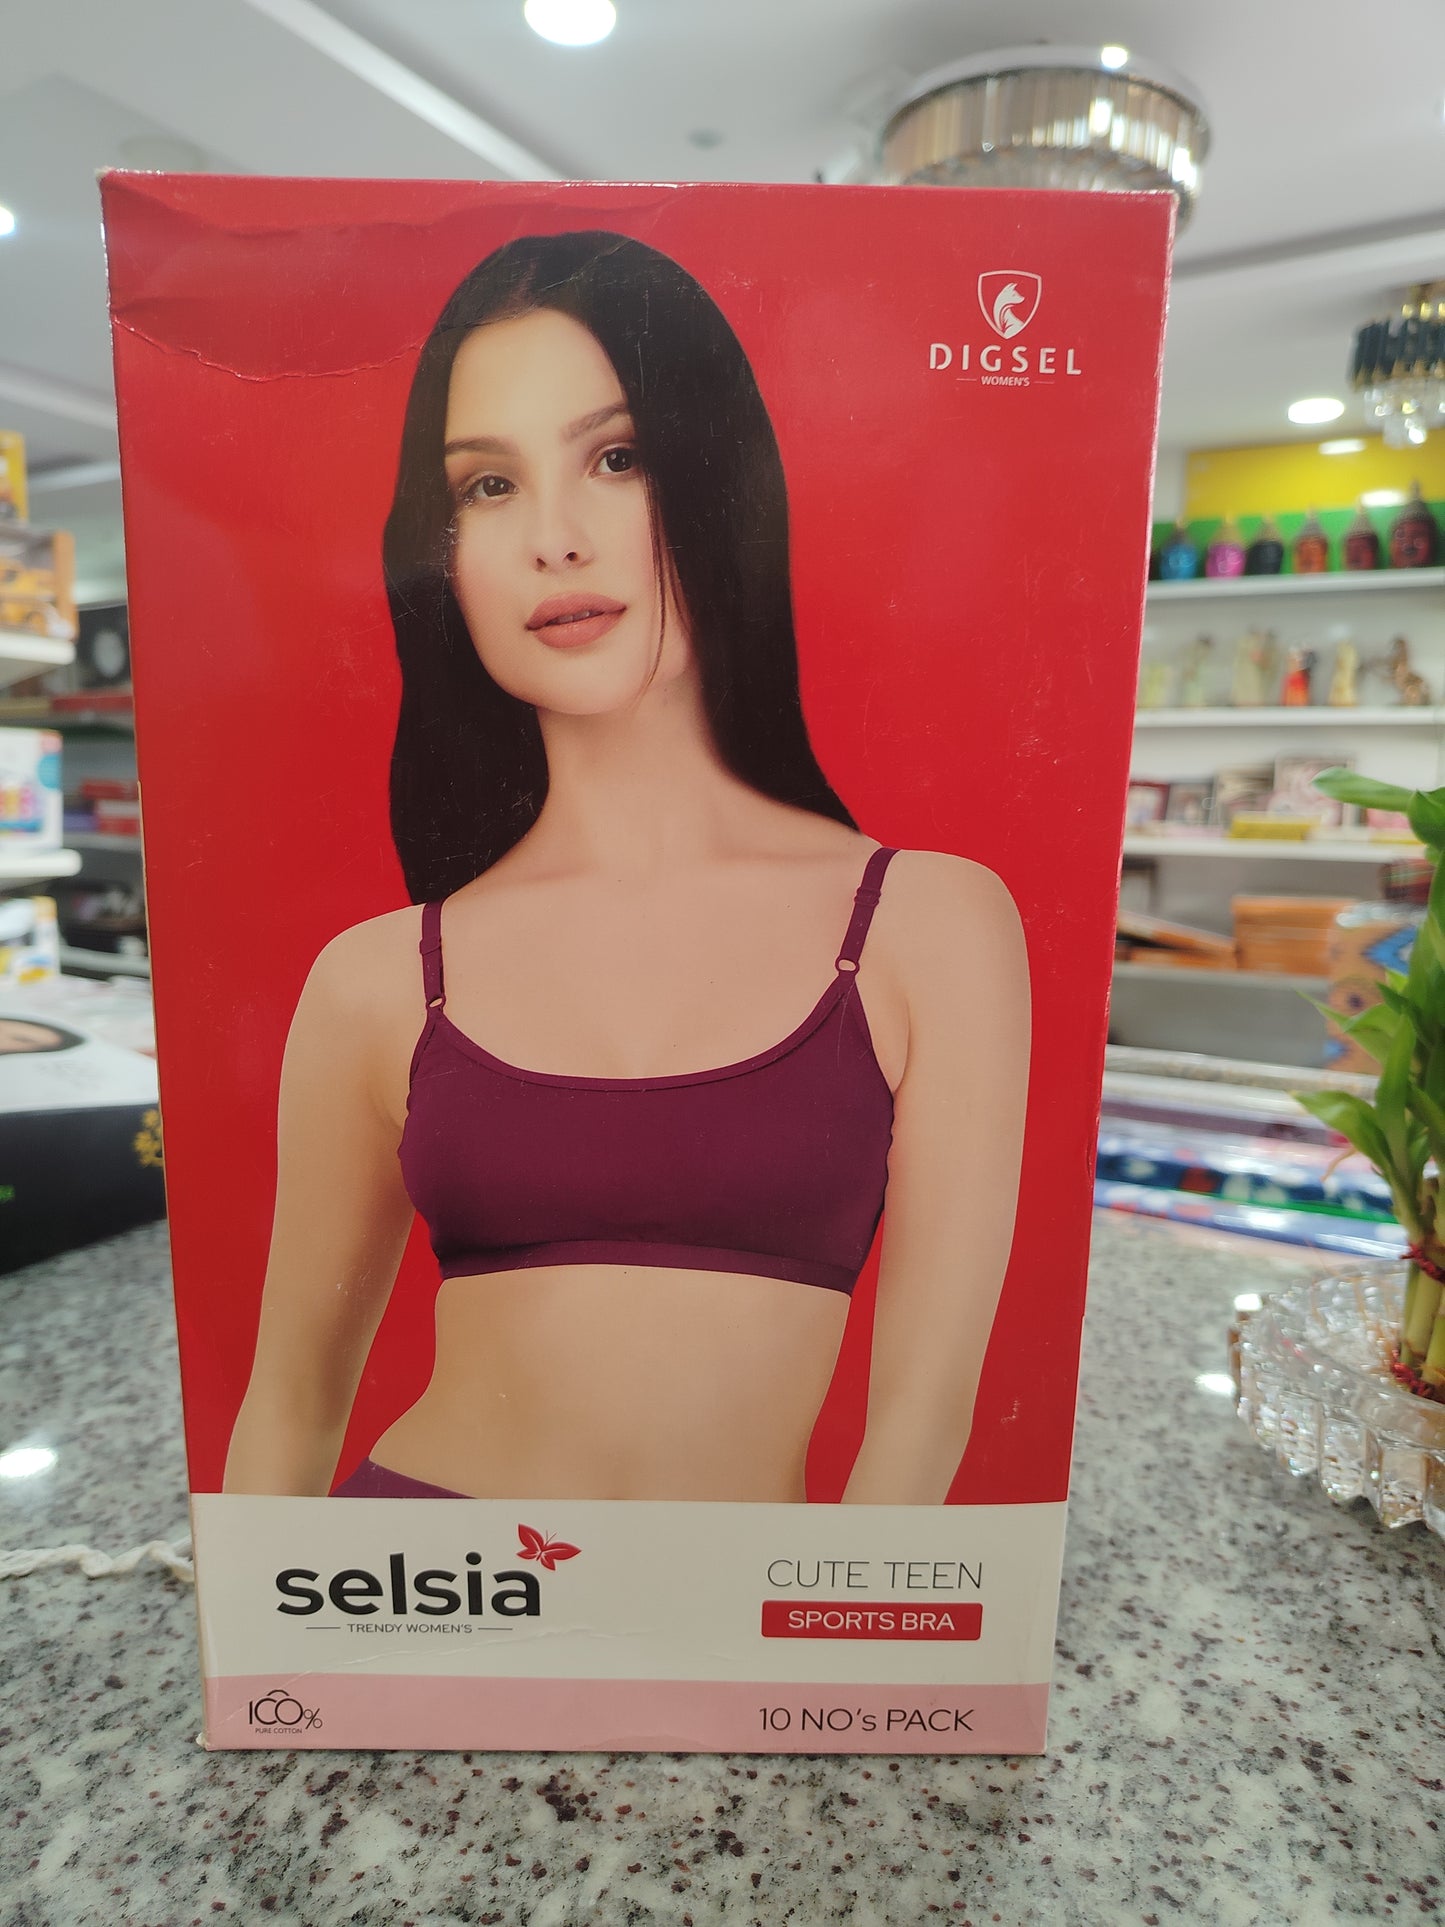 DIGSEL
WOMEN'S
selsia
TRENDY WOMEN'S
CUTE TEEN
SPORTS BRA
100%
PURE COTTON
10 NO's PACK